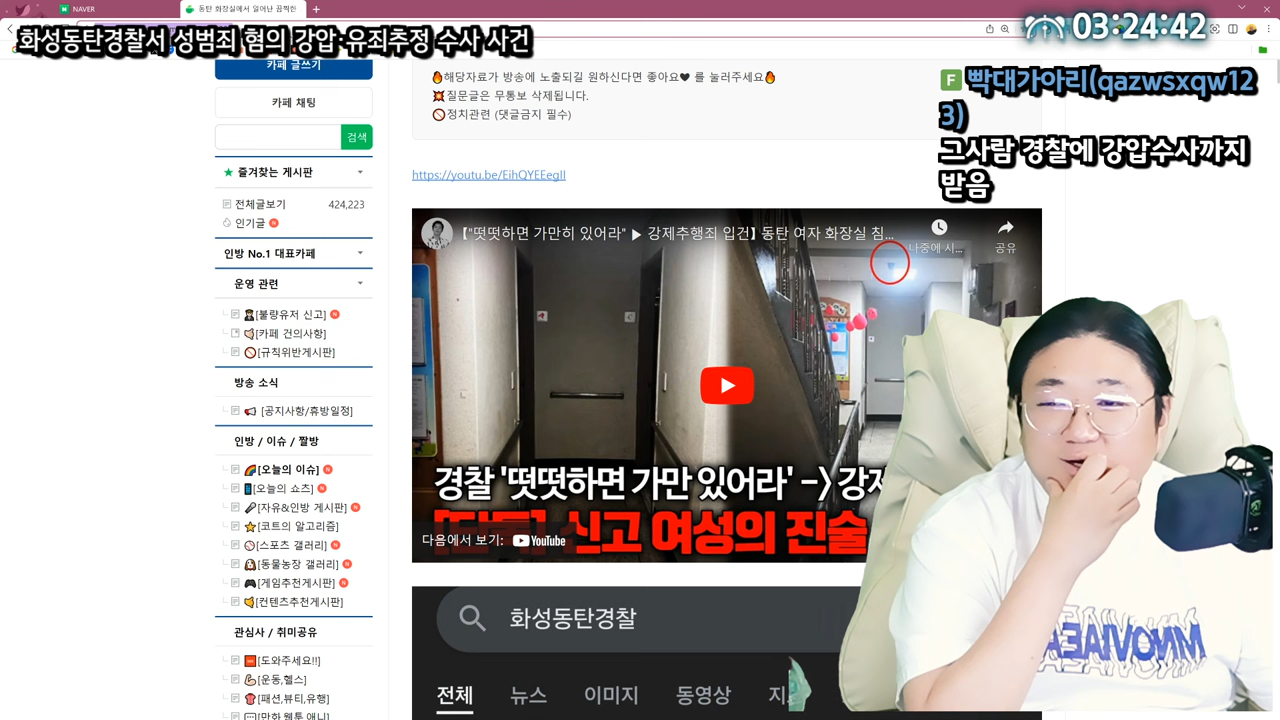 NAVER
동탄 화장실에서 일어난 끔찍한
화성동탄경찰서 성범죄 혐의 강압·유죄추정 수사 사건
03:24:42
F 빡대가아리(qazwsxqw12
3)
그사람 경찰에 강압수사까지
받음
카페 글쓰기
카페 채팅
검색
즐겨찾는 게시판
전체글보기 424,223
인기글 N
인방 No.1 대표카페
운영 관련
[불량유저 신고] N
[카페 건의사항]
[규칙위반게시판]
방송 소식
[공지사항/휴방일정]
인방 / 이슈 / 짤방
[오늘의 이슈] N
[오늘의 쇼츠] N
[자유&인방 게시판] N
[코트의 알고리즘]
[스포츠 갤러리] N
[동물농장 갤러리] N
[게임추천게시판] N
[컨텐츠추천게시판]
관심사 / 취미공유
[도와주세요!!]
[운동,헬스]
[패션,뷰티,유행]
[만화,웹툰,애니]
🔥해당자료가 방송에 노출되길 원하신다면 좋아요♥ 를 눌러주세요🔥
💥질문글은 무통보 삭제됩니다.
🚫정치관련 (댓글금지 필수)
https://youtu.be/EihQYEEegII
【"떳떳하면 가만히 있어라" ▶ 강제추행죄 입건】 동탄 여자 화장실 침...
나중에 시...
공유
경찰 '떳떳하면 가만 있어라' -> 강제
신고 여성의 진술
다음에서 보기: YouTube
화성동탄경찰
전체 뉴스 이미지 동영상